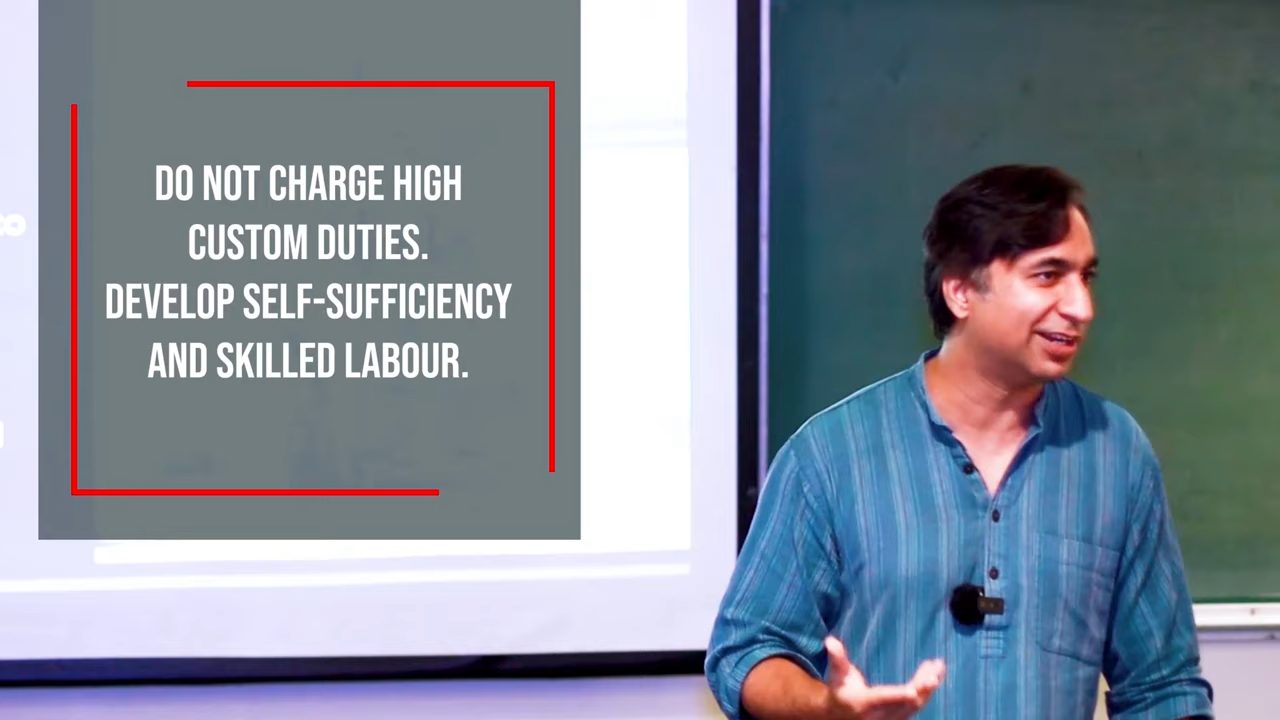 DO NOT CHARGE HIGH
CUSTOM DUTIES.
DEVELOP SELF-SUFFICIENCY
AND SKILLED LABOUR.